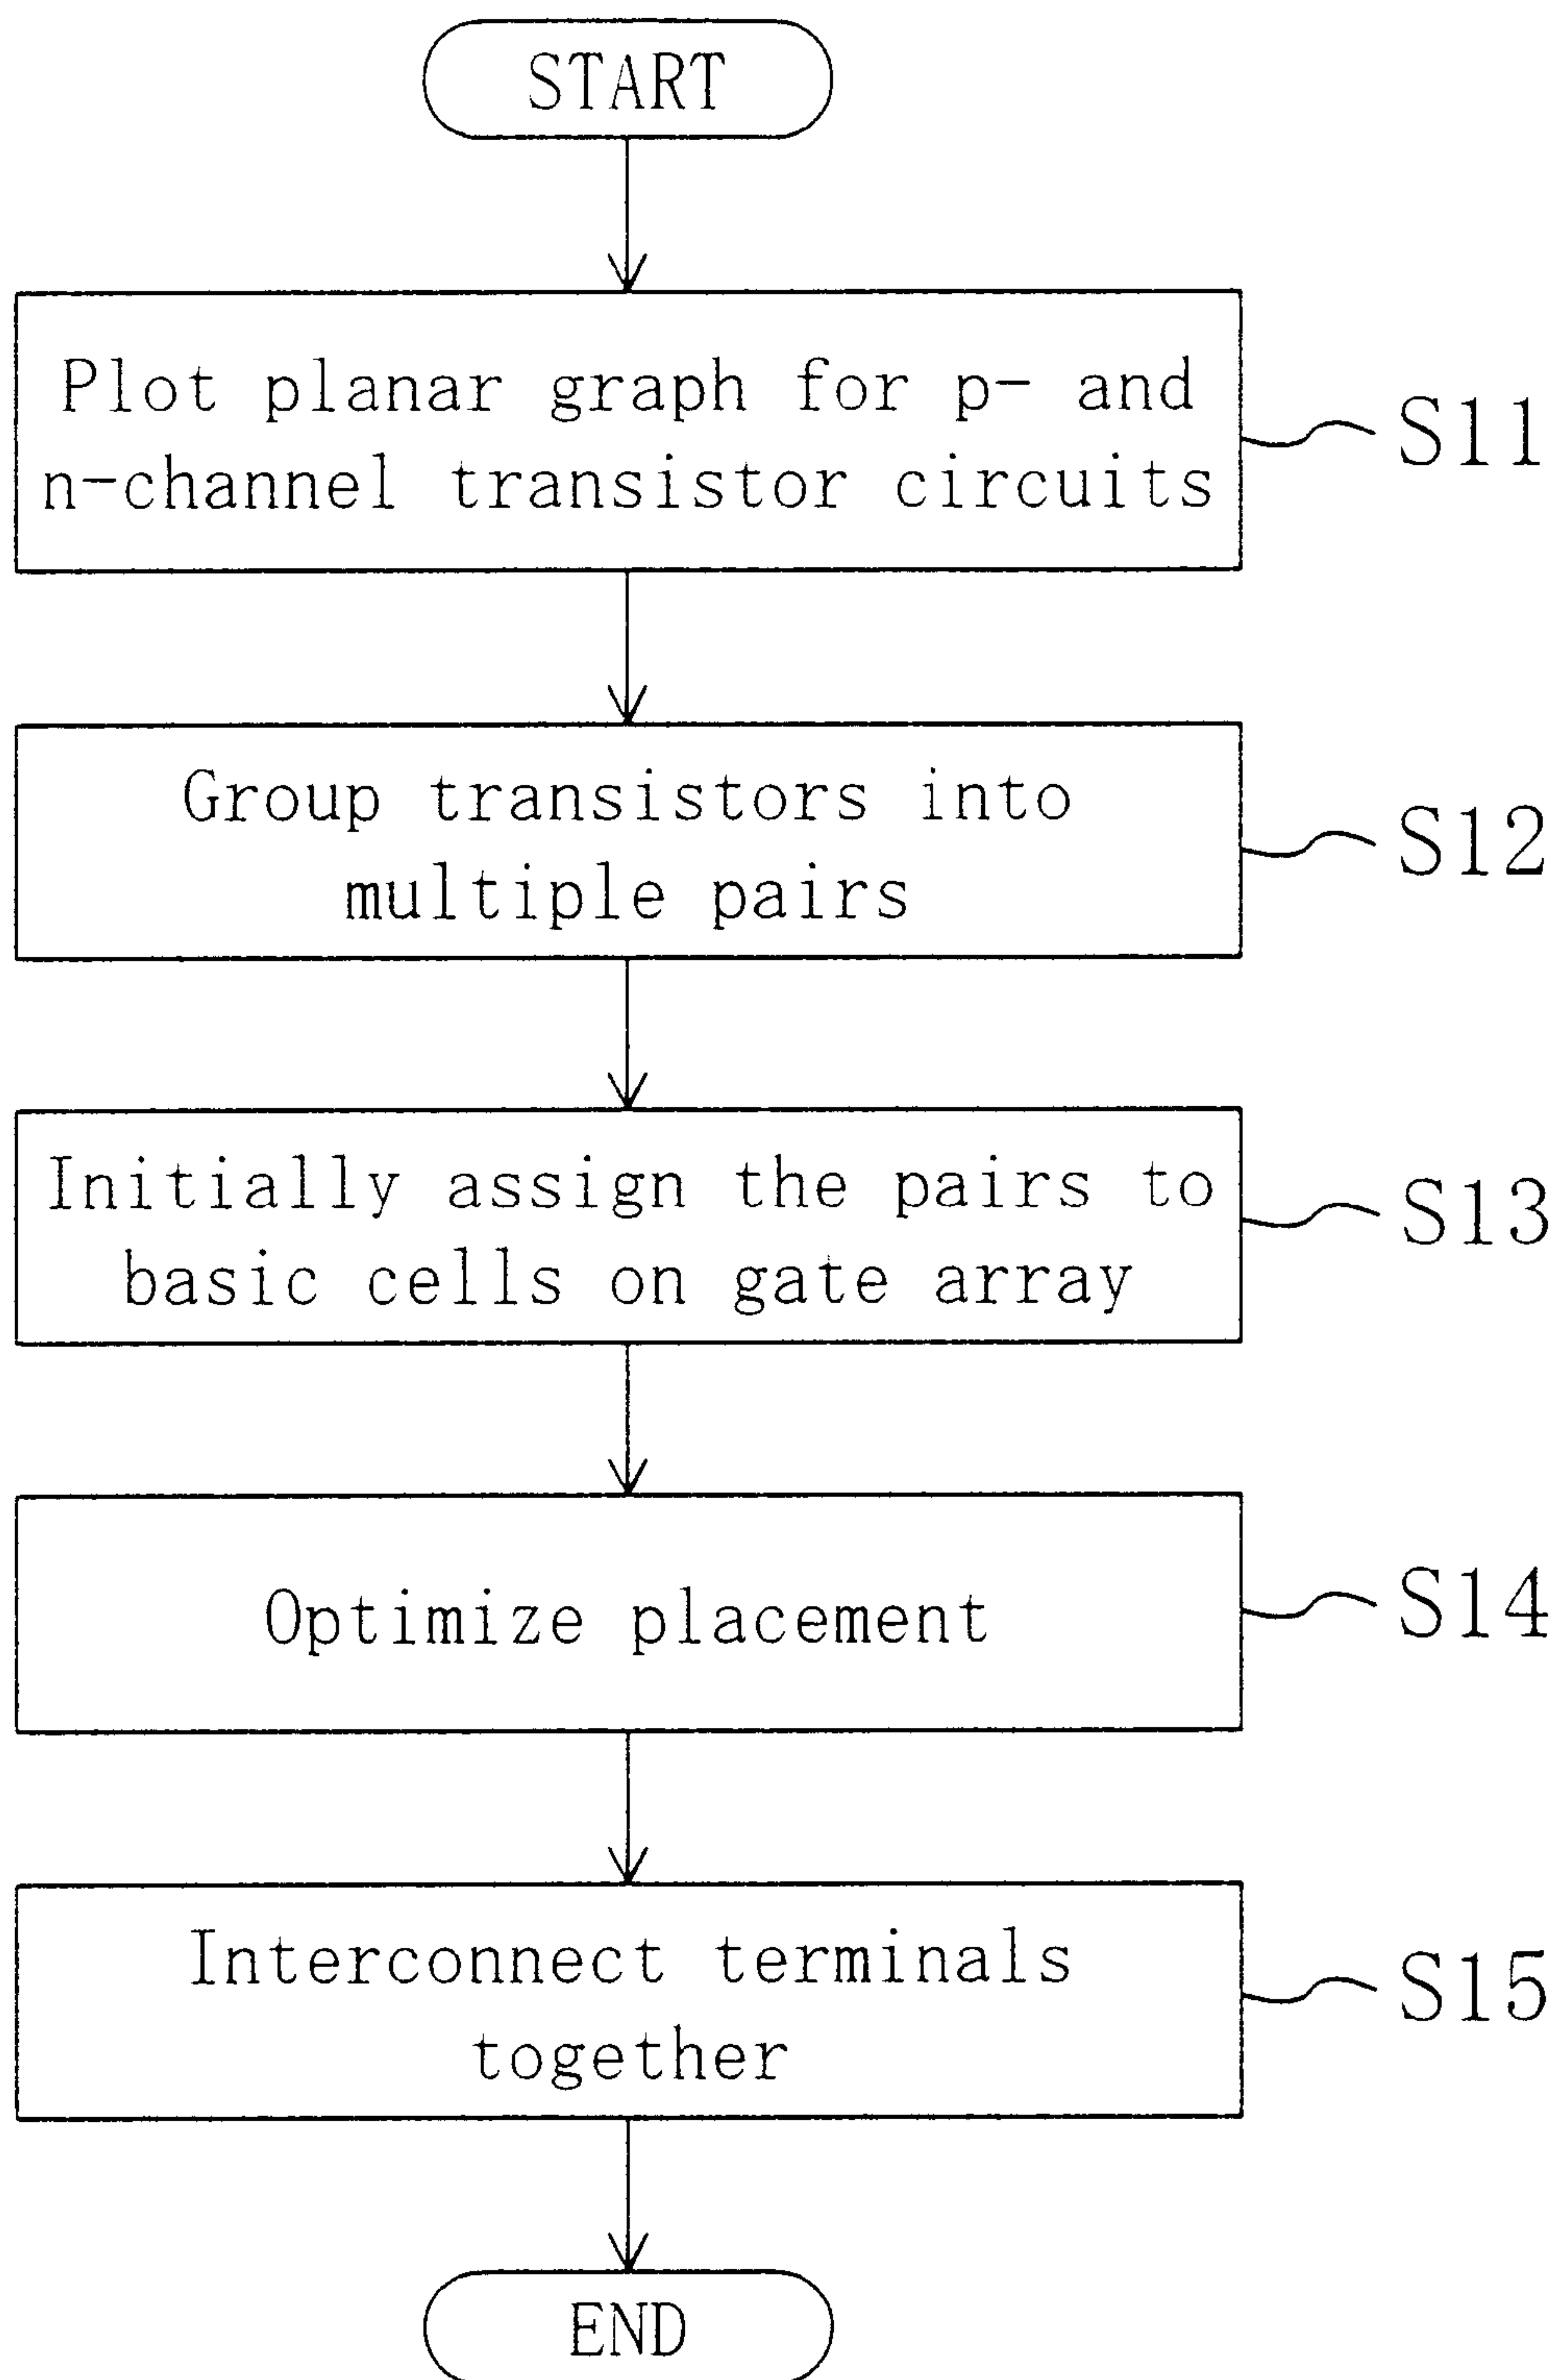 START
Plot planar graph for p- and
n-channel transistor circuits
S11
Group transistors into
multiple pairs
S12
Initially assign the pairs to
basic cells on gate array
S13
Optimize placement
S14
Interconnect terminals
together
S15
END